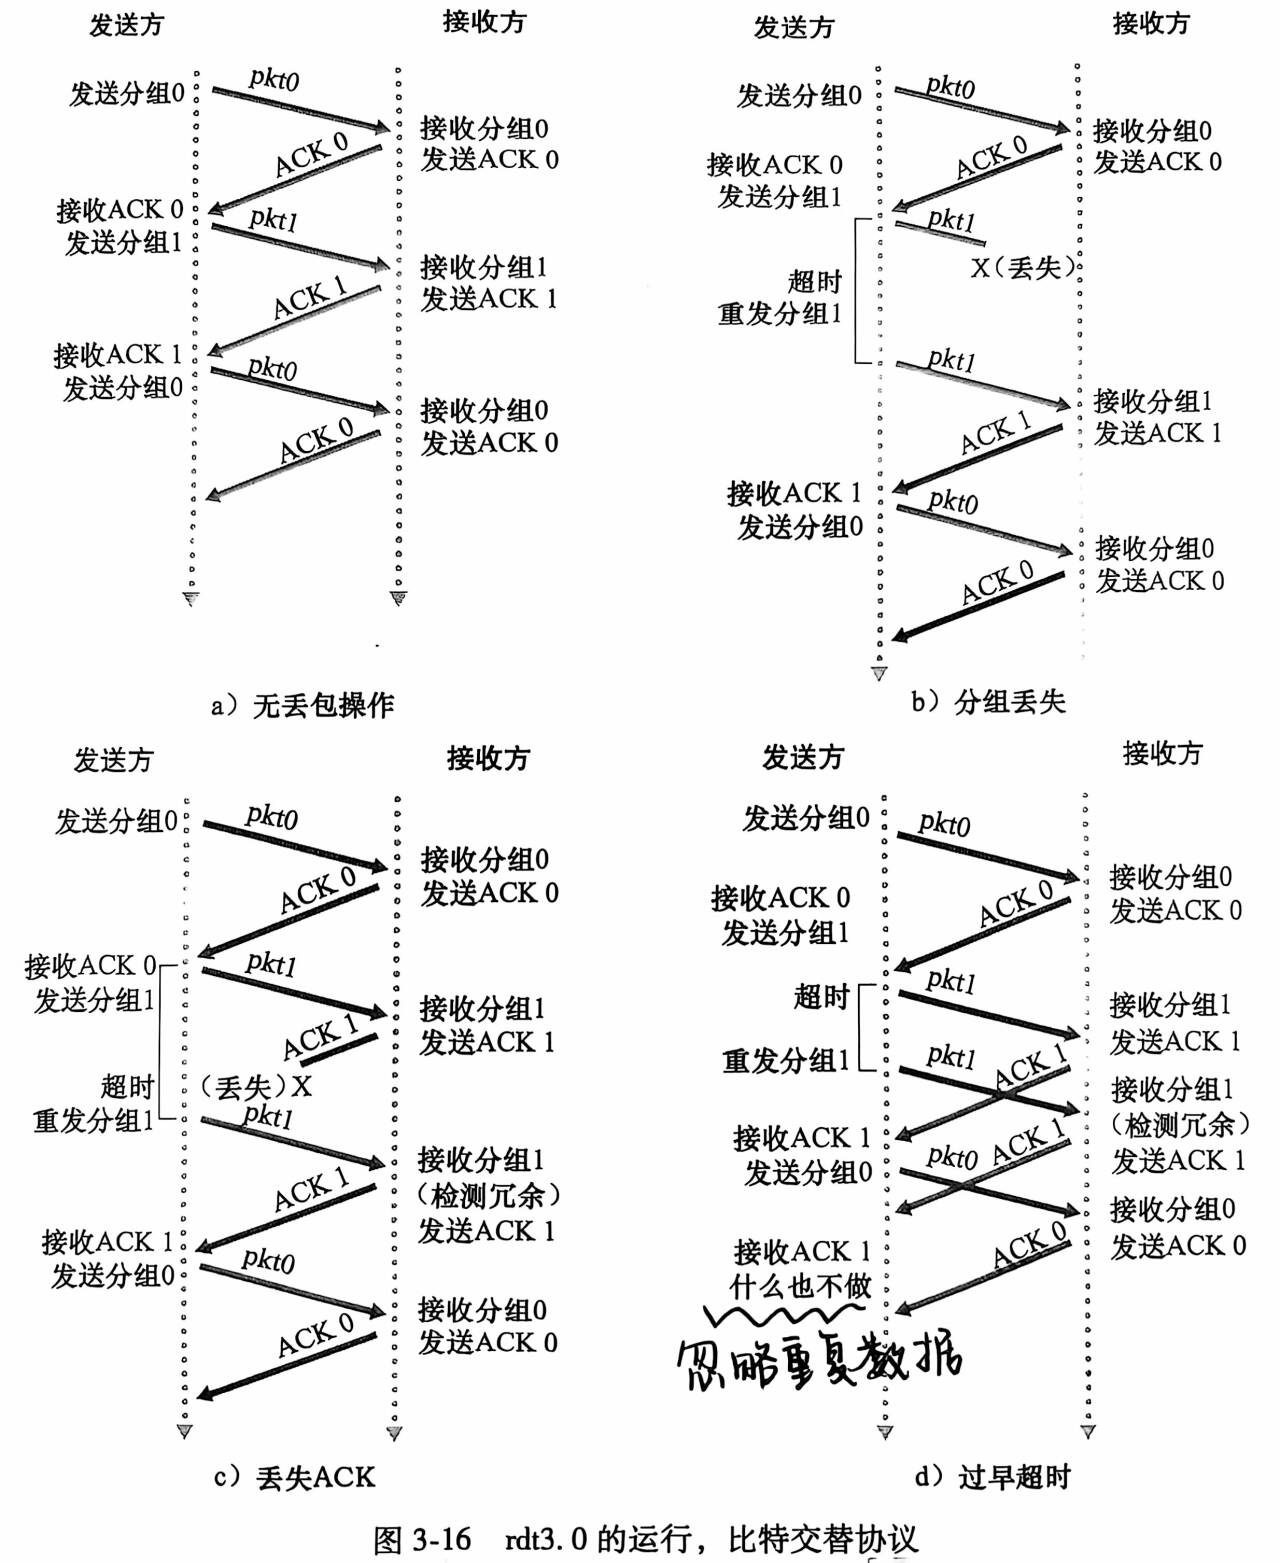 发送方
接收方
发送分组0
pkt0
接收分组0
发送ACK 0
ACK 0
接收ACK 0
发送分组1
pkt1
接收分组1
发送ACK 1
ACK 1
接收ACK 1
发送分组0
pkt0
接收分组0
发送ACK 0
ACK 0
a）无丢包操作
发送方
接收方
发送分组0
pkt0
接收分组0
发送ACK 0
ACK 0
接收ACK 0
发送分组1
pkt1
X（丢失）
超时
重发分组1
pkt1
接收分组1
发送ACK 1
ACK 1
接收ACK 1
发送分组0
pkt0
接收分组0
发送ACK 0
ACK 0
b）分组丢失
发送方
接收方
发送分组0
pkt0
接收分组0
发送ACK 0
ACK 0
接收ACK 0
发送分组1
pkt1
接收分组1
发送ACK 1
ACK 1
（丢失）X
超时
重发分组1
pkt1
接收分组1
（检测冗余）
发送ACK 1
ACK 1
接收ACK 1
发送分组0
pkt0
接收分组0
发送ACK 0
ACK 0
c）丢失ACK
发送方
接收方
发送分组0
pkt0
接收分组0
发送ACK 0
ACK 0
接收ACK 0
发送分组1
pkt1
接收分组1
发送ACK 1
超时
重发分组1
pkt1
ACK 1
接收分组1
（检测冗余）
发送ACK 1
接收ACK 1
发送分组0
pkt0
ACK 1
接收分组0
发送ACK 0
接收ACK 1
什么也不做
ACK 0
忽略重复数据
d）过早超时
图 3-16 rdt3.0 的运行，比特交替协议